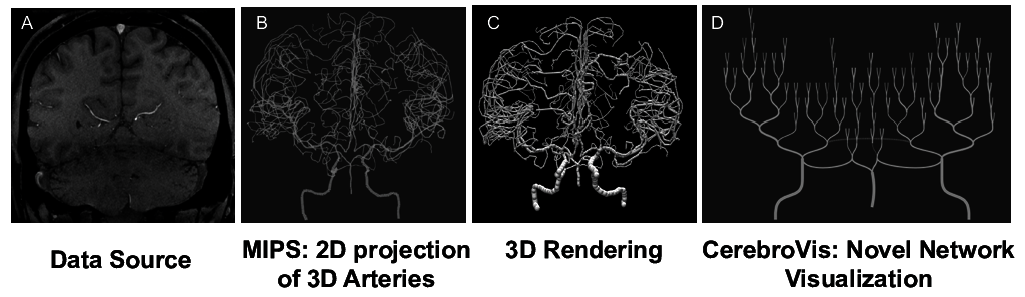 A
B
C
D
Data Source
MIPS: 2D projection
of 3D Arteries
3D Rendering
CerebroVis: Novel Network
Visualization